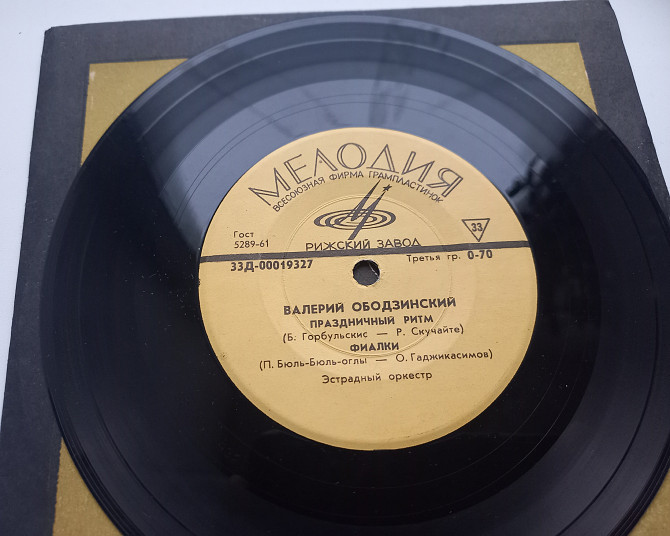 МЕЛОДИЯ
ВСЕСОЮЗНАЯ ФИРМА ГРАМПЛАСТИНОК
Гост
5289-61
33
РИЖСКИЙ ЗАВОД
33Д-00019327
Третья гр. 0-70
ВАЛЕРИЙ ОБОДЗИНСКИЙ
ПРАЗДНИЧНЫЙ РИТМ
(Б. Горбульскис — Р. Скучайте)
ФИАЛКИ
(П. Бюль-Бюль-оглы — О. Гаджикасимов)
Эстрадный оркестр